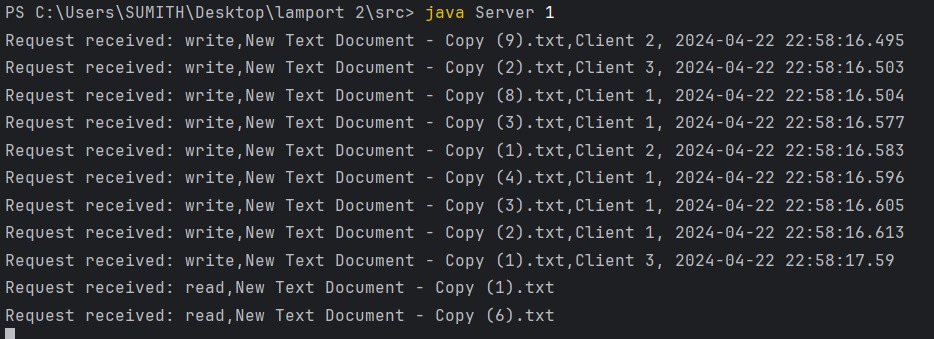 PS C:\Users\SUMITH\Desktop\lamport 2\src> java Server 1
Request received: write,New Text Document - Copy (9).txt,Client 2, 2024-04-22 22:58:16.495
Request received: write,New Text Document - Copy (2).txt,Client 3, 2024-04-22 22:58:16.503
Request received: write,New Text Document - Copy (8).txt,Client 1, 2024-04-22 22:58:16.504
Request received: write,New Text Document - Copy (3).txt,Client 1, 2024-04-22 22:58:16.577
Request received: write,New Text Document - Copy (1).txt,Client 2, 2024-04-22 22:58:16.583
Request received: write,New Text Document - Copy (4).txt,Client 1, 2024-04-22 22:58:16.596
Request received: write,New Text Document - Copy (3).txt,Client 1, 2024-04-22 22:58:16.605
Request received: write,New Text Document - Copy (2).txt,Client 1, 2024-04-22 22:58:16.613
Request received: write,New Text Document - Copy (1).txt,Client 3, 2024-04-22 22:58:17.59
Request received: read,New Text Document - Copy (1).txt
Request received: read,New Text Document - Copy (6).txt